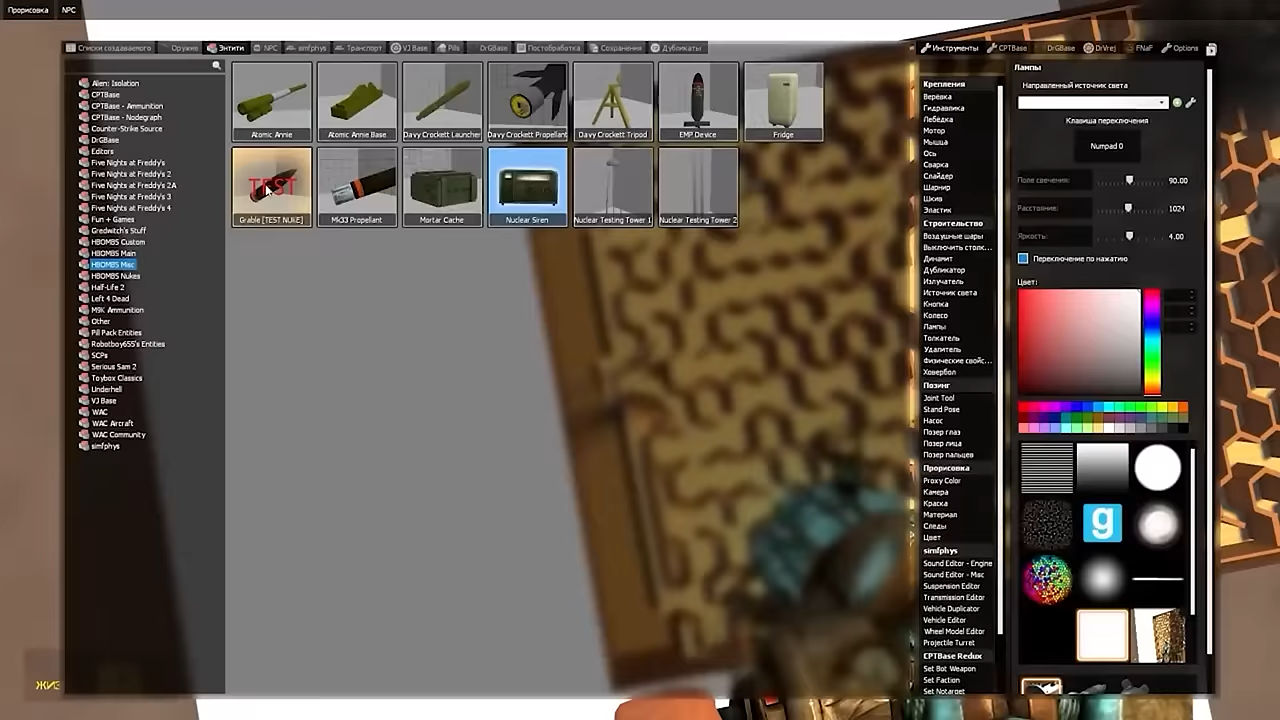 Прорисовка NPC
Списки создаваемого Оружие Энтити NPC simfphys Транспорт VJ Base Pills DrGBase Постобработка Сохранения Дубликаты
Инструменты CPTBase DrGBase DrVrej FNaF Options
Alien: Isolation
CPTBase
CPTBase - Ammunition
CPTBase - Nodegraph
Counter-Strike Source
DrGBase
Editors
Five Nights at Freddy's
Five Nights at Freddy's 2
Five Nights at Freddy's 2A
Five Nights at Freddy's 3
Five Nights at Freddy's 4
Fun + Games
Gredwitch's Stuff
HBOMBS Custom
HBOMBS Main
HBOMBS Misc
HBOMBS Nukes
Half-Life 2
Left 4 Dead
M9K Ammunition
Other
Pill Pack Entities
Robotboy655's Entities
SCPs
Serious Sam 2
Toybox Classics
Underhell
VJ Base
WAC
WAC Aircraft
WAC Community
simfphys
Atomic Annie
Atomic Annie Base
Davy Crockett Launcher
Davy Crockett Propellant
Davy Crockett Tripod
EMP Device
Fridge
TEST
Grable [TEST NUKE]
Mk33 Propellant
Mortar Cache
Nuclear Siren
Nuclear Testing Tower 1
Nuclear Testing Tower 2
Крепления
Верёвка
Гидравлика
Лебёдка
Мотор
Мышца
Ось
Сварка
Слайдер
Шарнир
Шкив
Эластик
Строительство
Воздушные шары
Выключить столк...
Динамит
Дубликатор
Излучатель
Источник света
Кнопка
Колесо
Лампы
Толкатель
Удалитель
Физические свойс...
Ховербол
Позинг
Joint Tool
Stand Pose
Насос
Позер глаз
Позер лица
Позер пальцев
Прорисовка
Proxy Color
Камера
Краска
Материал
Следы
Цвет
simfphys
Sound Editor - Engine
Sound Editor - Misc
Suspension Editor
Transmission Editor
Vehicle Duplicator
Vehicle Editor
Wheel Model Editor
Projectile Turret
CPTBase Redux
Set Bot Weapon
Set Faction
Set Notarget
Лампы
Направленный источник света
Клавиша переключения
Numpad 0
Поле свечения: 90.00
Расстояние: 1024
Яркость: 4.00
Переключение по нажатию
Цвет:
g